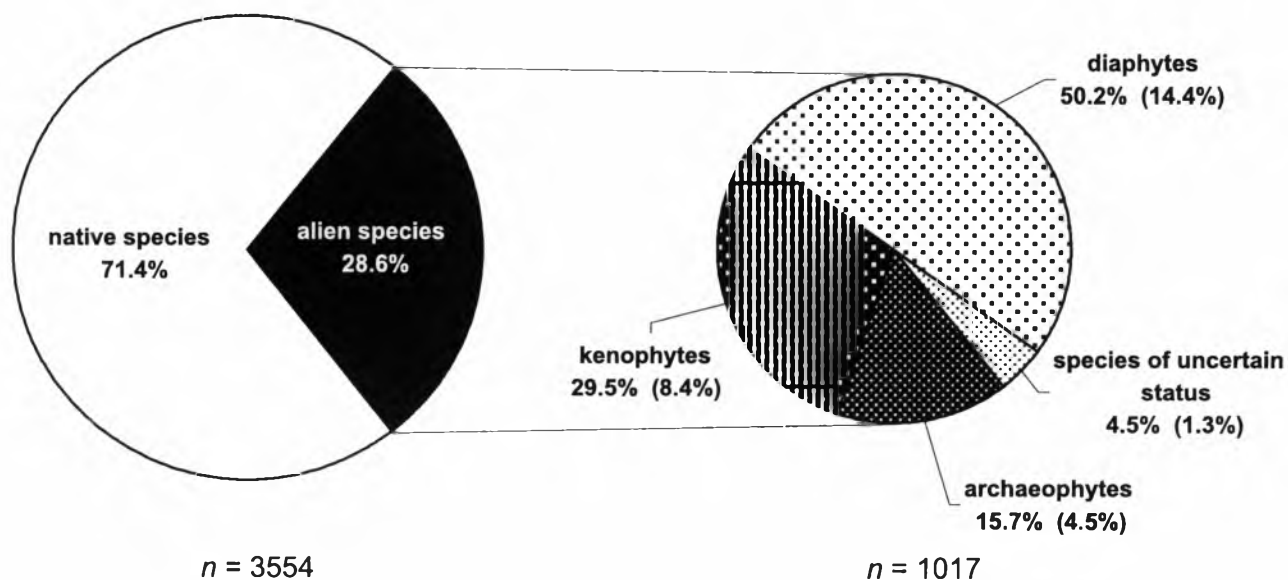 native species
71.4%
alien species
28.6%
n = 3554
diaphytes
50.2% (14.4%)
kenophytes
29.5% (8.4%)
species of uncertain
status
4.5% (1.3%)
archaeophytes
15.7% (4.5%)
n = 1017